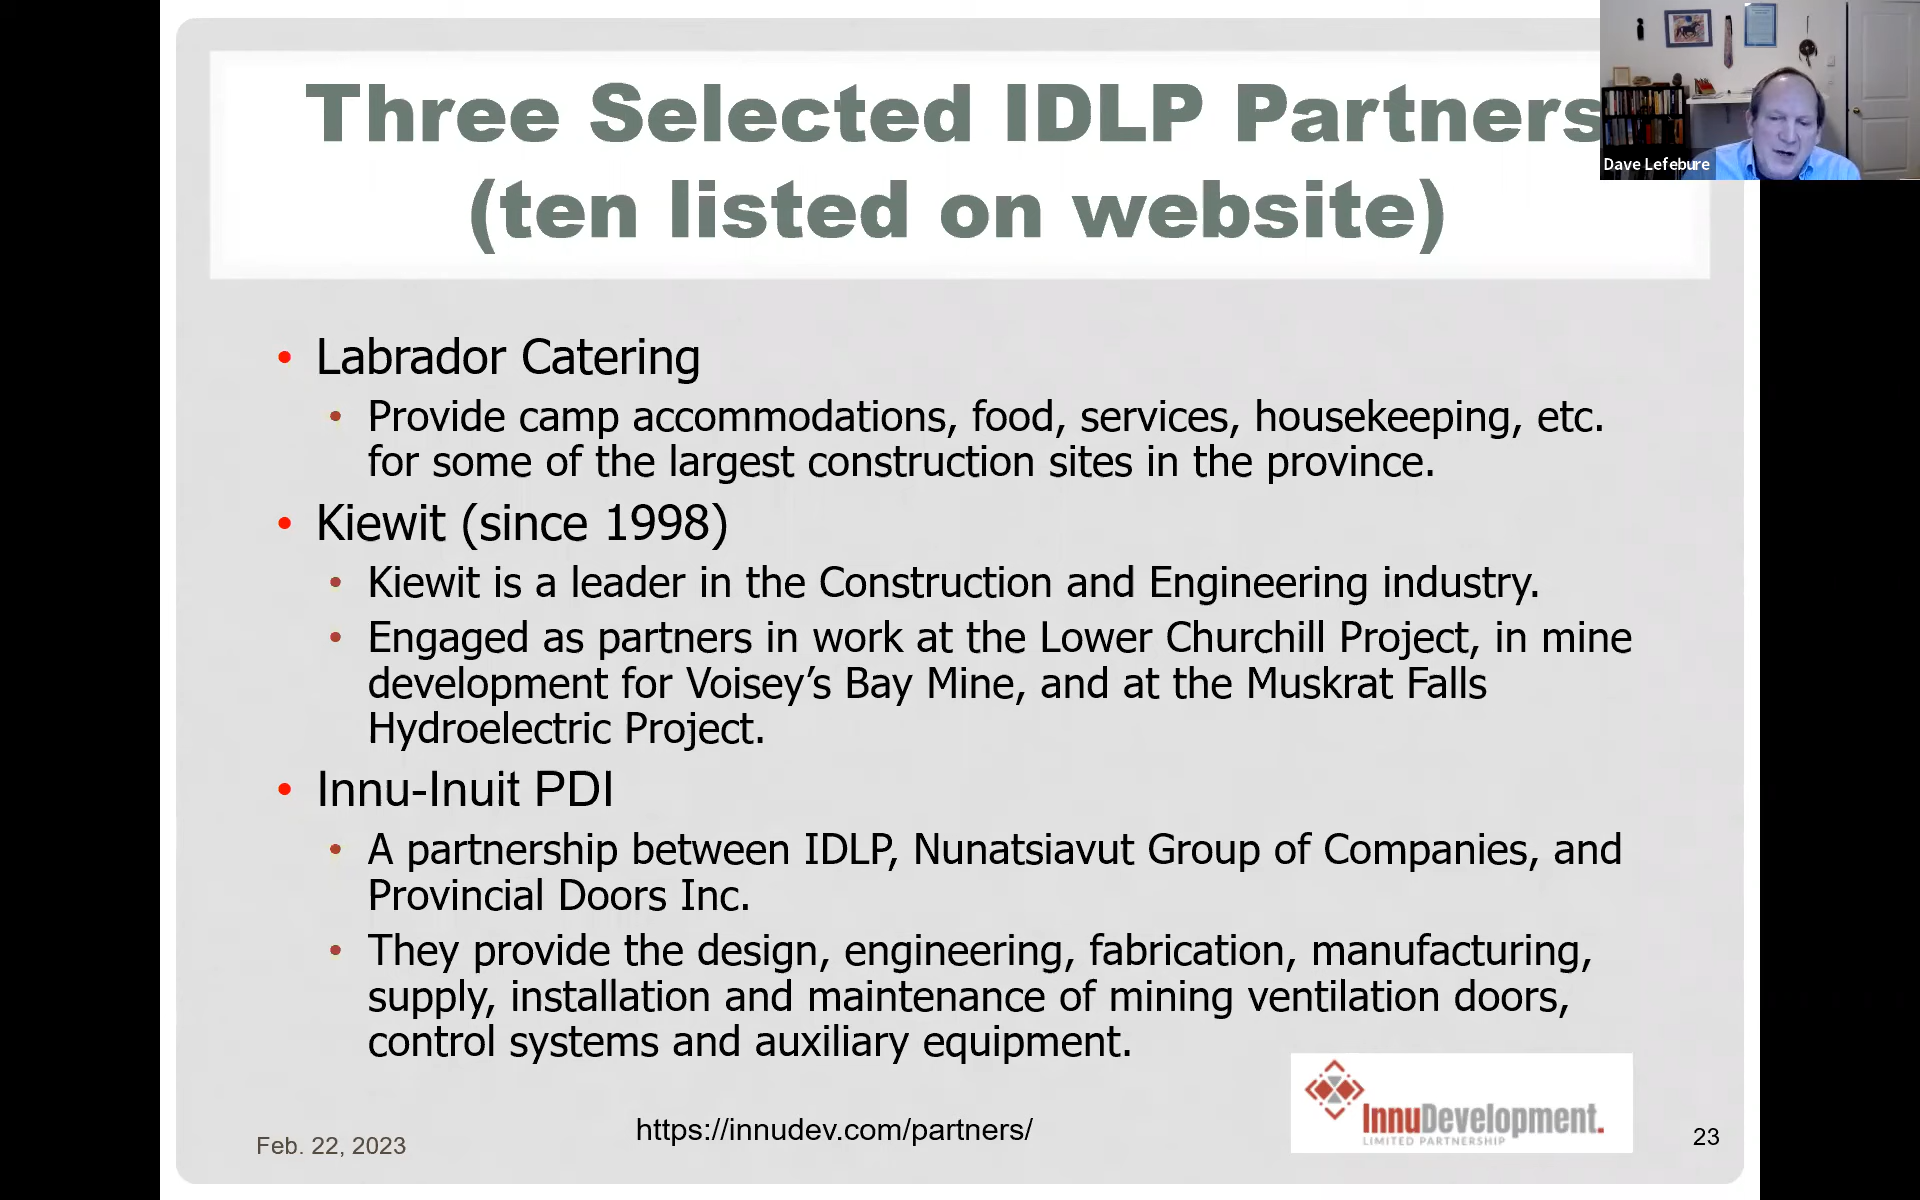 Three Selected IDLP Partners
(ten listed on website)
Dave Lefebure
• Labrador Catering
• Provide camp accommodations, food, services, housekeeping, etc.
for some of the largest construction sites in the province.
• Kiewit (since 1998)
• Kiewit is a leader in the Construction and Engineering industry.
• Engaged as partners in work at the Lower Churchill Project, in mine
development for Voisey’s Bay Mine, and at the Muskrat Falls
Hydroelectric Project.
• Innu-Inuit PDI
• A partnership between IDLP, Nunatsiavut Group of Companies, and
Provincial Doors Inc.
• They provide the design, engineering, fabrication, manufacturing,
supply, installation and maintenance of mining ventilation doors,
control systems and auxiliary equipment.
InnuDevelopment.
LIMITED PARTNERSHIP
Feb. 22, 2023
https://innudev.com/partners/
23